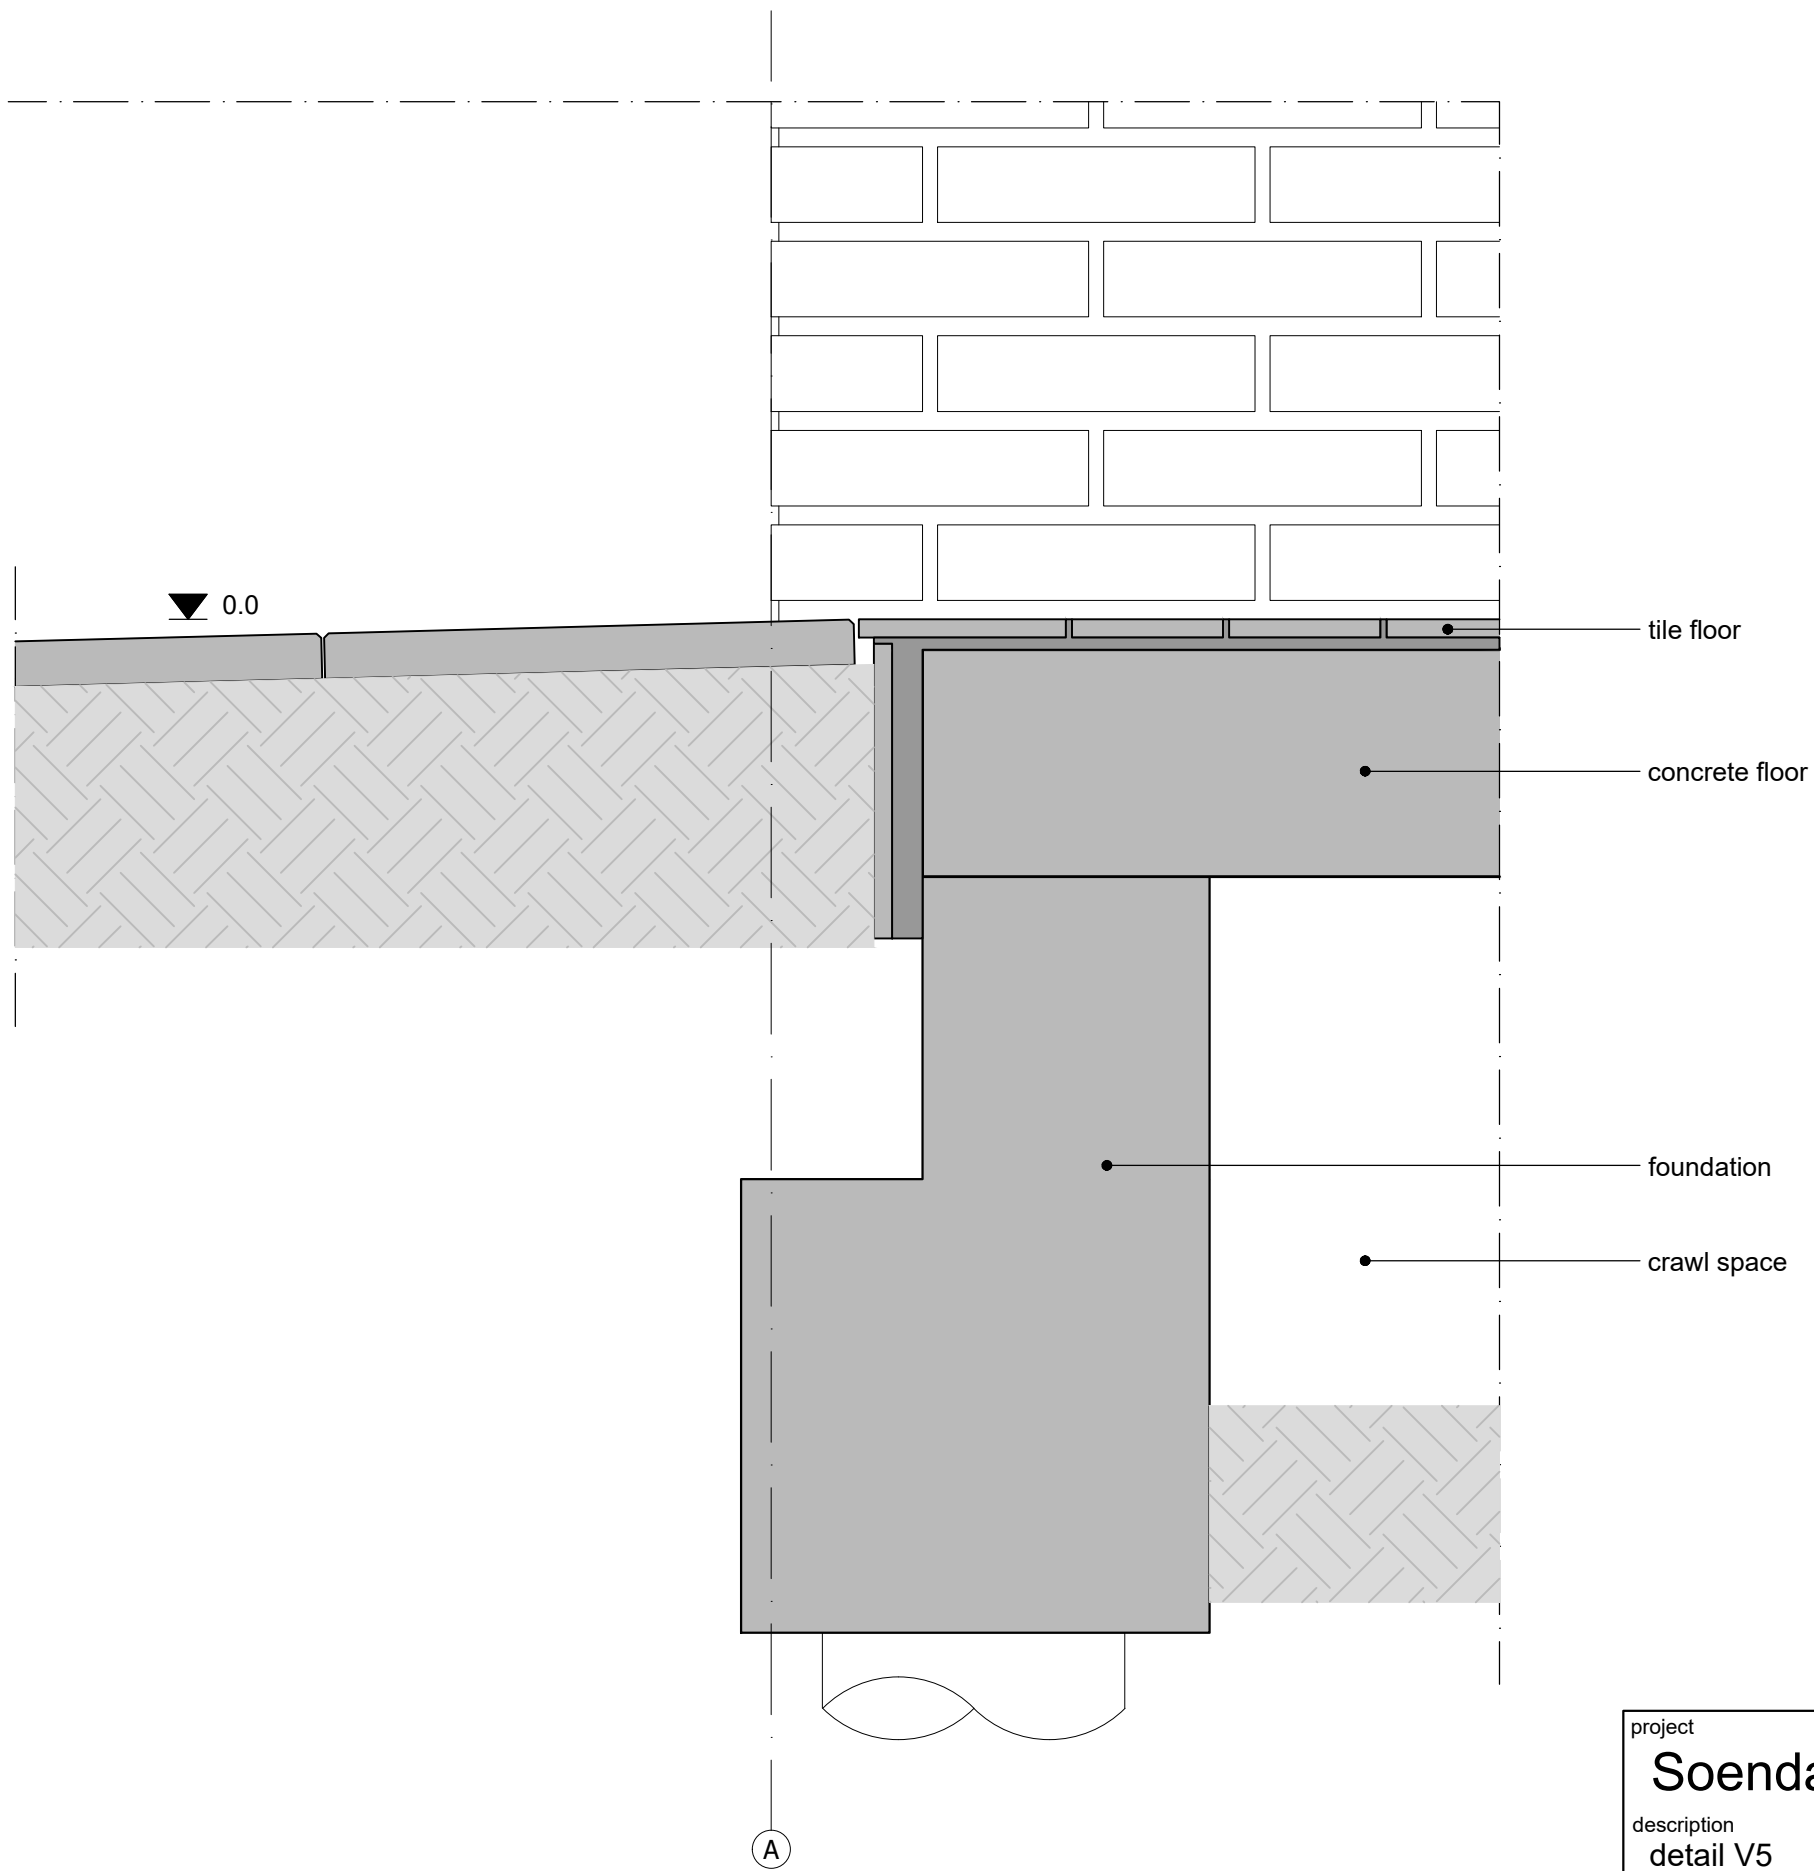 0.0
tile floor
concrete floor
foundation
crawl space
project
description
detail V5
A